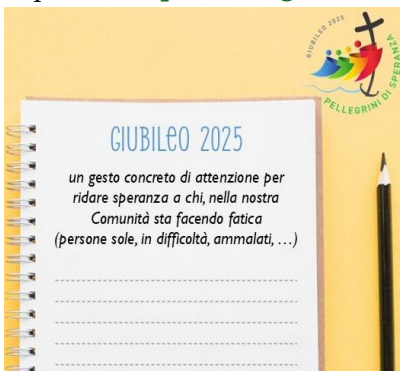 GIUBILEO 2025
PELLEGRINI DI SPERANZA
GIUBILEO 2025
un gesto concreto di attenzione per
ridare speranza a chi, nella nostra
Comunità sta facendo fatica
(persone sole, in difficoltà, ammalati, …)